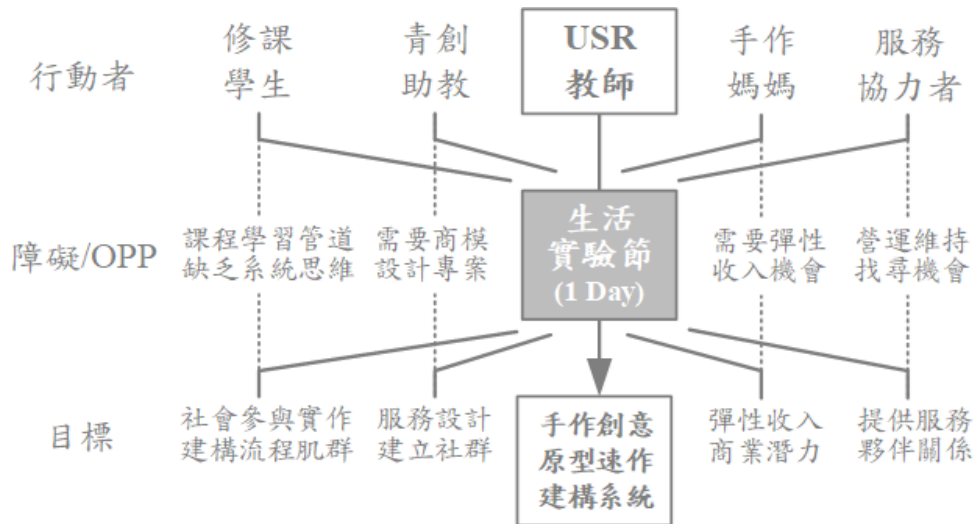 行動者
修課
學生
青創
助教
USR
教師
手作
媽媽
服務
協力者
障礙/OPP
課程學習管道
缺乏系統思維
需要商模
設計專案
生活
實驗節
(1 Day)
需要彈性
收入機會
營運維持
找尋機會
目標
社會參與實作
建構流程肌群
服務設計
建立社群
手作創意
原型速作
建構系統
彈性收入
商業潛力
提供服務
夥伴關係